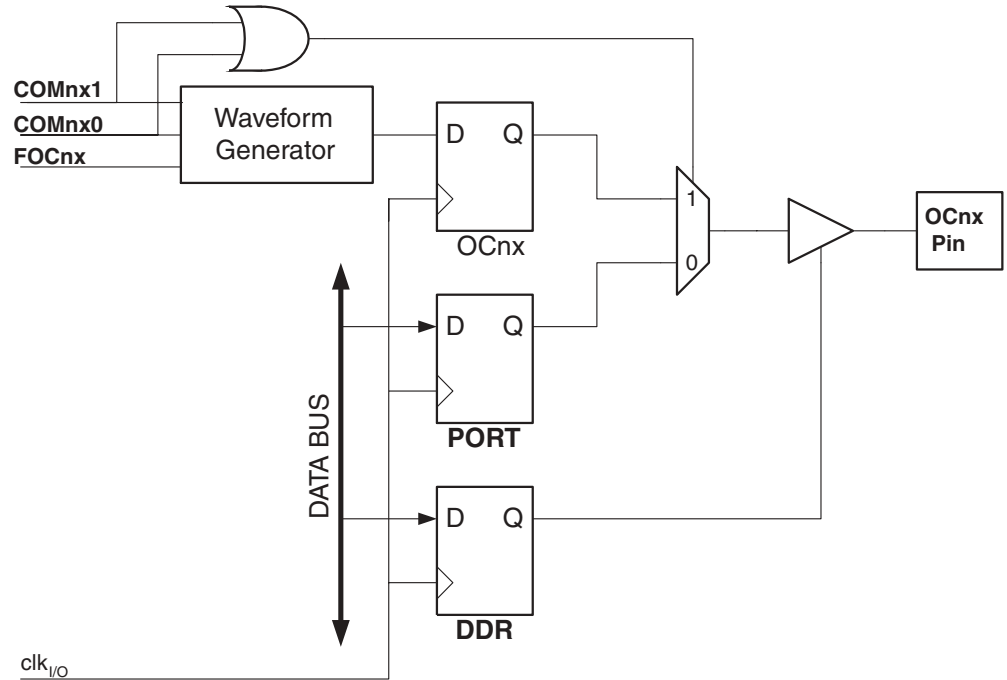 COMnx1
COMnx0
FOCnx
Waveform
Generator
D Q
OCnx
1
0
OCnx
Pin
D Q
PORT
DATA BUS
D Q
DDR
clkI/O